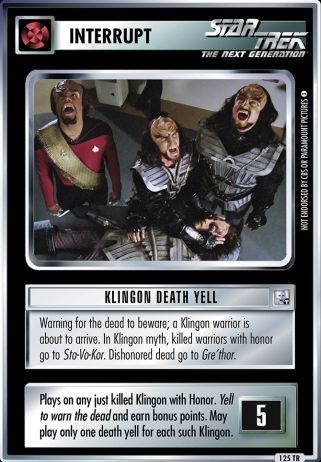 INTERRUPT
STAR TREK
THE NEXT GENERATION®
NOT ENDORSED BY CBS OR PARAMOUNT PICTURES
KLINGON DEATH YELL
Warning for the dead to beware; a Klingon warrior is
about to arrive. In Klingon myth, killed warriors with honor
go to Sto-Vo-Kor. Dishonored dead go to Gre'thor.
Plays on any just killed Klingon with Honor. Yell
to warn the dead and earn bonus points. May
play only one death yell for each such Klingon.
5
125 TR